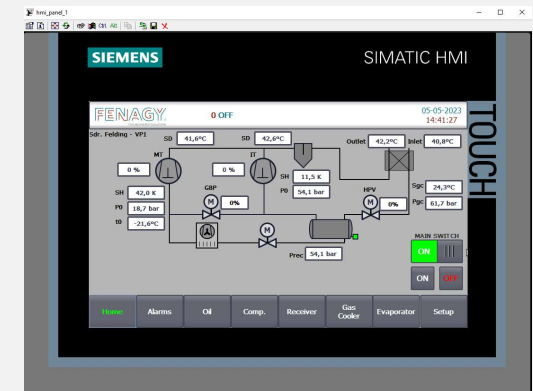 hmi_panel_1
Ctrl Alt
SIEMENS
SIMATIC HMI
TOUCH
FENAGY
0 OFF
05-05-2023
14:41:27
Sdr. Felding - VP1
SD 41,6°C
SD 42,6°C
Outlet 42,2°C Inlet 40,8°C
MT
IT
0 %
0 %
SH 11,5 K
P0 54,1 bar
SH 42,0 K
P0 18,7 bar
t0 -21,6°C
GBP
M 0%
HPV
M 0%
Sgc 24,3°C
Pgc 61,7 bar
M
Prec 54,1 bar
MAIN SWITCH
ON
ON OFF
Home Alarms Oil Comp. Receiver Gas Cooler Evaporator Setup